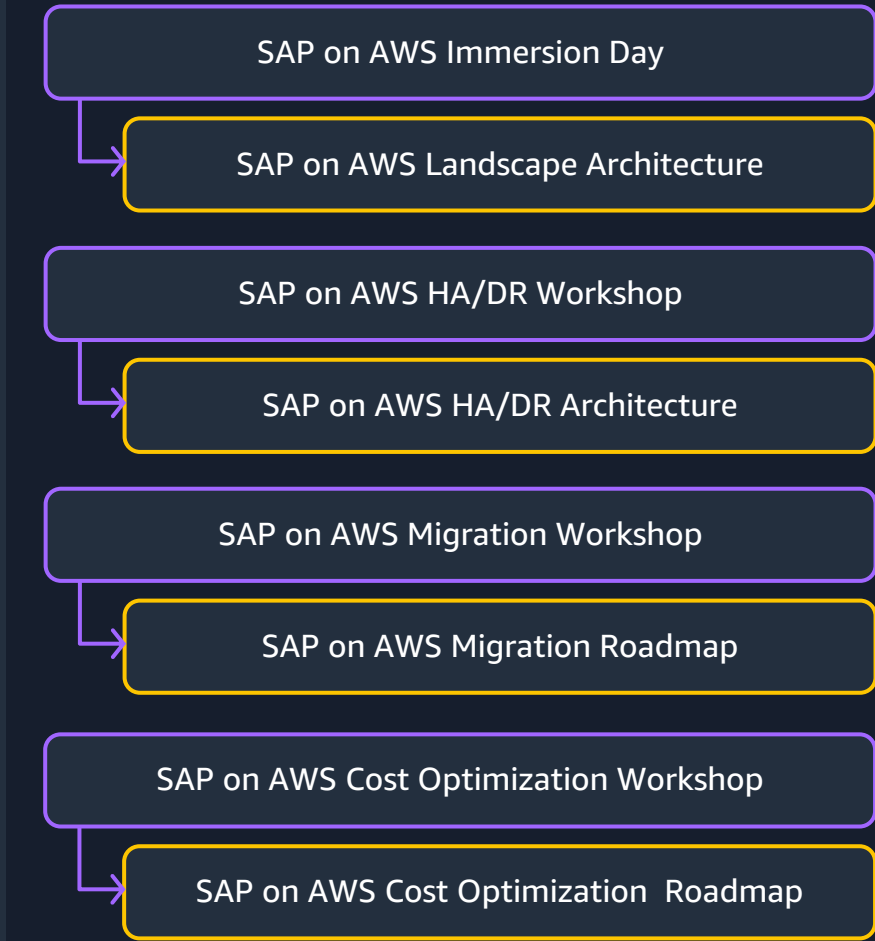 SAP on AWS Immersion Day
SAP on AWS Landscape Architecture
SAP on AWS HA/DR Workshop
SAP on AWS HA/DR Architecture
SAP on AWS Migration Workshop
SAP on AWS Migration Roadmap
SAP on AWS Cost Optimization Workshop
SAP on AWS Cost Optimization  Roadmap